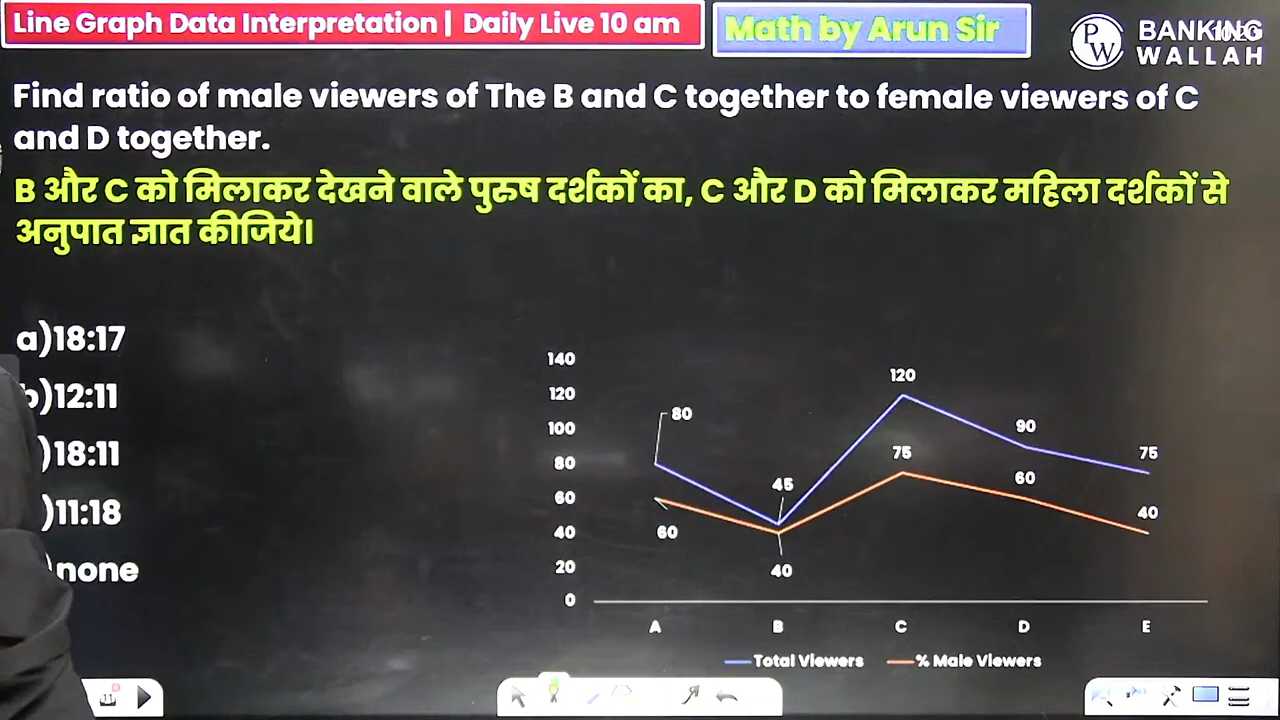 Line Graph Data Interpretation | Daily Live 10 am
Math by Arun Sir
PW
BANKING
WALLAH
Find ratio of male viewers of The B and C together to female viewers of C
and D together.
B और C को मिलाकर देखने वाले पुरुष दर्शकों का, C और D को मिलाकर महिला दर्शकों से
अनुपात ज्ञात कीजिये।
a)18:17
b)12:11
)18:11
)11:18
)none
140
120
100
80
60
40
20
0
80
45
120
90
75
60
40
75
60
40
A B C D E
Total Viewers % Male Viewers